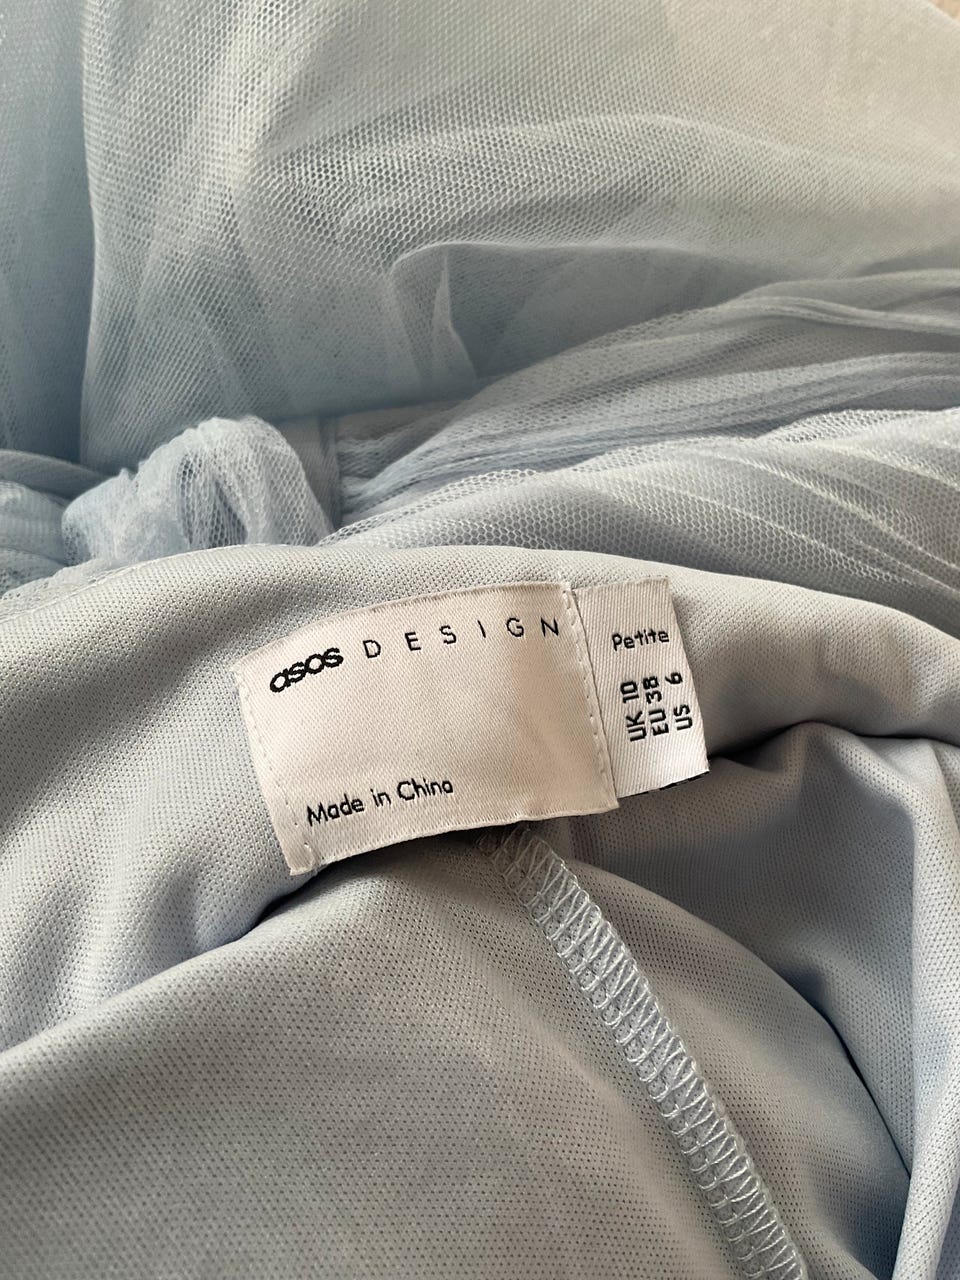 asos DESIGN
Made in China
Petite
UK 10
EU 38
US 6